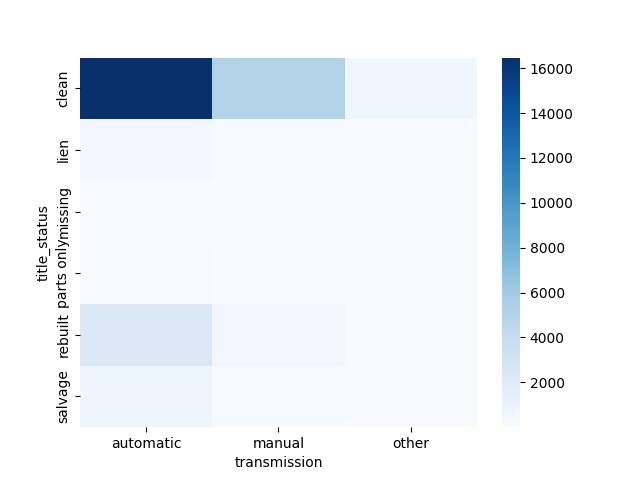 title_status
clean
lien
missing
parts only
rebuilt
salvage
automatic
manual
other
transmission
16000
14000
12000
10000
8000
6000
4000
2000